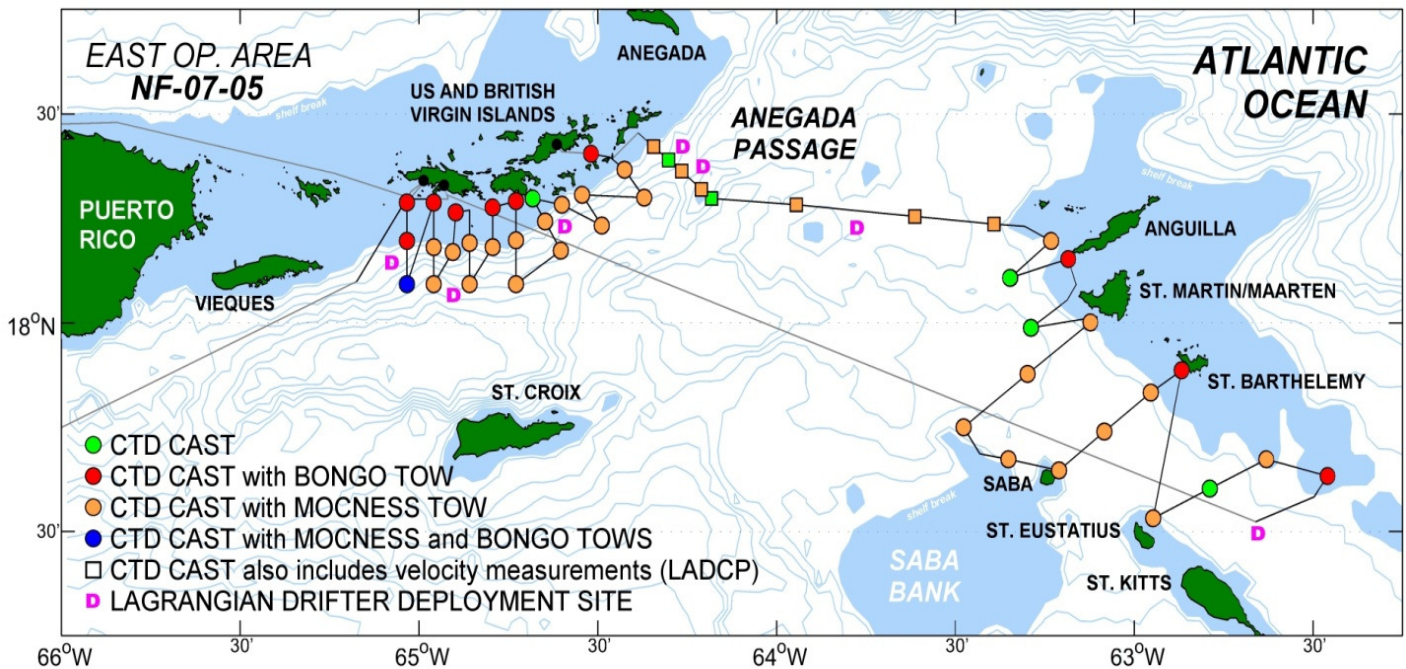 EAST OP. AREA
NF-07-05
ANEGADA
US AND BRITISH
VIRGIN ISLANDS
ATLANTIC
OCEAN
ANEGADA
PASSAGE
shelf break
shelf break
PUERTO
RICO
VIEQUES
ANGUILLA
ST. MARTIN/MAARTEN
ST. BARTHELEMY
ST. CROIX
SABA
ST. EUSTATIUS
ST. KITTS
shelf break
SABA
BANK
D
D
D
D
D
D
D
CTD CAST
CTD CAST with BONGO TOW
CTD CAST with MOCNESS TOW
CTD CAST with MOCNESS and BONGO TOWS
CTD CAST also includes velocity measurements (LADCP)
D LAGRANGIAN DRIFTER DEPLOYMENT SITE
30'
18°N
30'
66°W
30'
65°W
30'
64°W
30'
63°W
30'